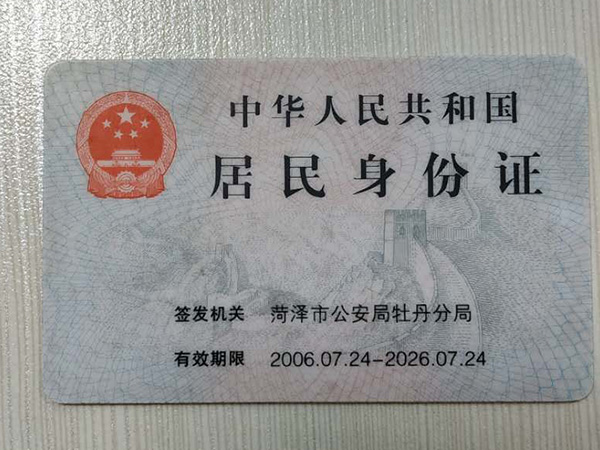 中华人民共和国
居民身份证
签发机关 菏泽市公安局牡丹分局
有效期限 2006.07.24-2026.07.24